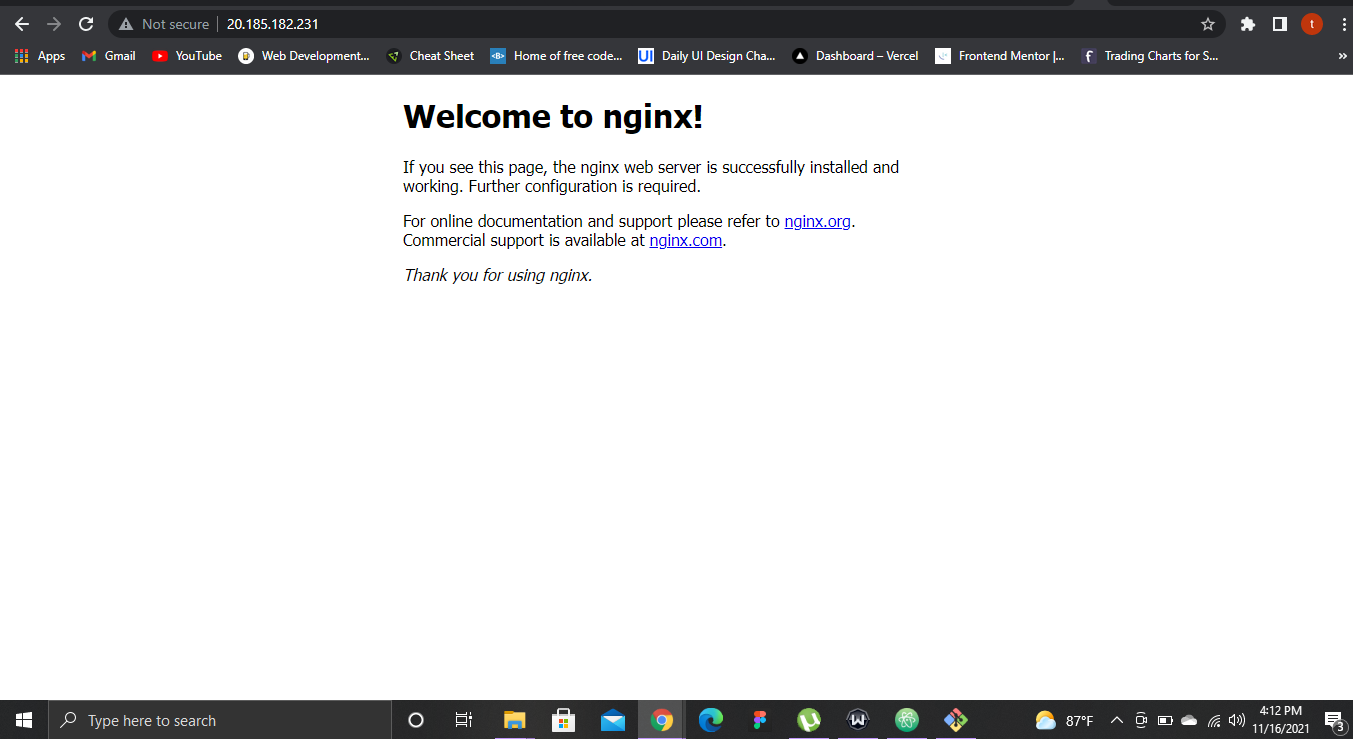 Not secure 20.185.182.231
t
Apps Gmail YouTube Web Development... Cheat Sheet <B> Home of free code... UI Daily UI Design Cha... Dashboard – Vercel Frontend Mentor |... f Trading Charts for S... »
Welcome to nginx!
If you see this page, the nginx web server is successfully installed and
working. Further configuration is required.
For online documentation and support please refer to nginx.org.
Commercial support is available at nginx.com.
Thank you for using nginx.
Type here to search
87°F
4:12 PM
11/16/2021
3